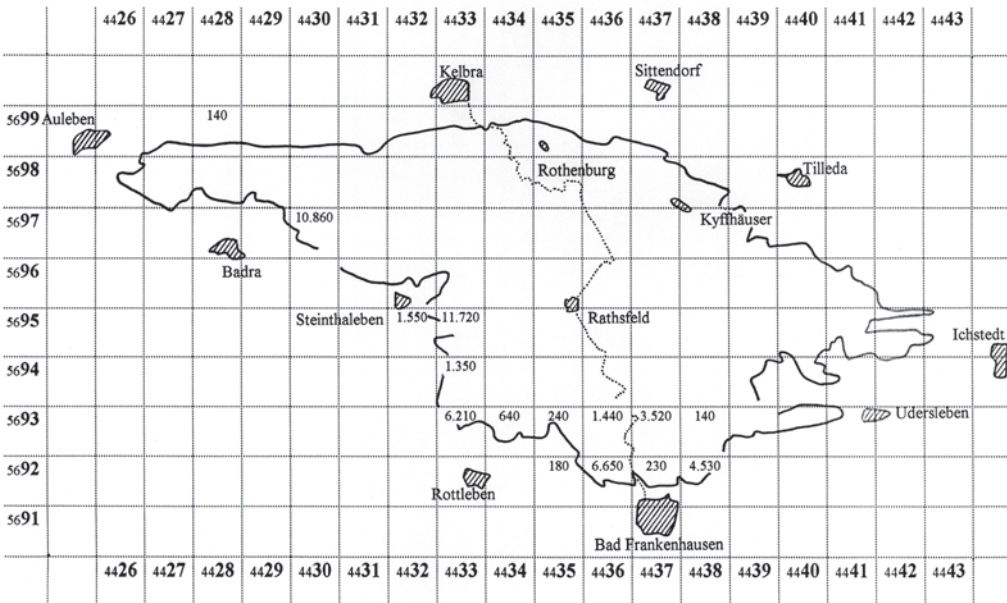 4426 4427 4428 4429 4430 4431 4432 4433 4434 4435 4436 4437 4438 4439 4440 4441 4442 4443
Kelbra Sittendorf
5699 140
Auleben
5698 Rothenburg Tilleda
5697 10.860 Kyffhäuser
5696 Badra
5695 Steinthaleben 1.550 11.720 Rathsfeld
Ichstedt
5694 1.350
5693 6.210 640 240 1.440 3.520 140 Udersleben
5692 180 6.650 230 4.530
Rottleben
5691
Bad Frankenhausen
4426 4427 4428 4429 4430 4431 4432 4433 4434 4435 4436 4437 4438 4439 4440 4441 4442 4443